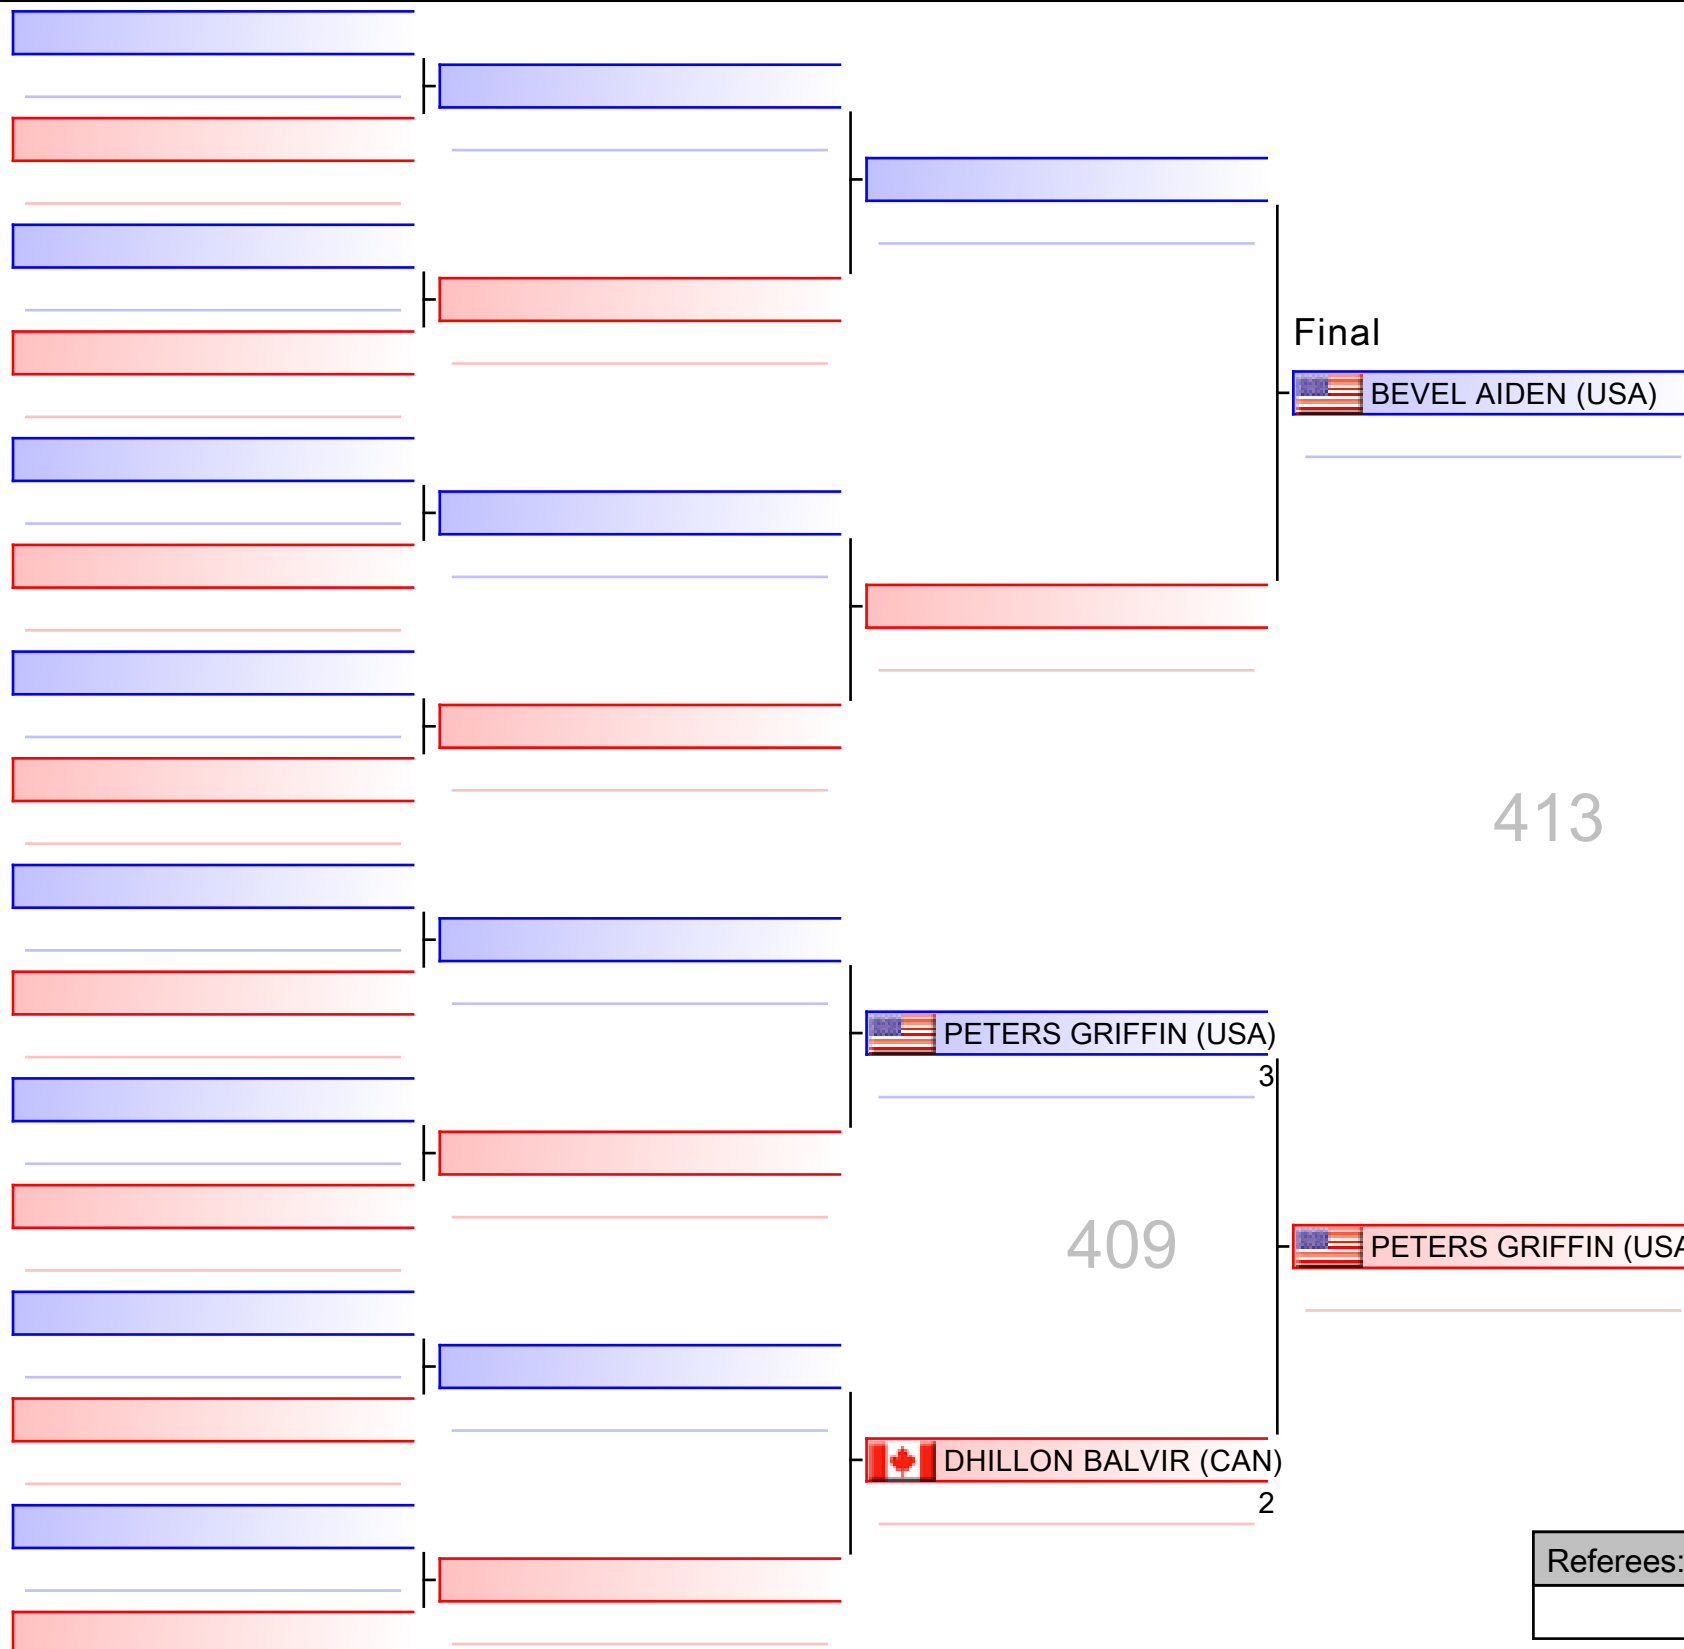 Final
BEVEL AIDEN (USA)
413
PETERS GRIFFIN (USA)
3
409
PETERS GRIFFIN (USA
DHILLON BALVIR (CAN)
2
Referees: